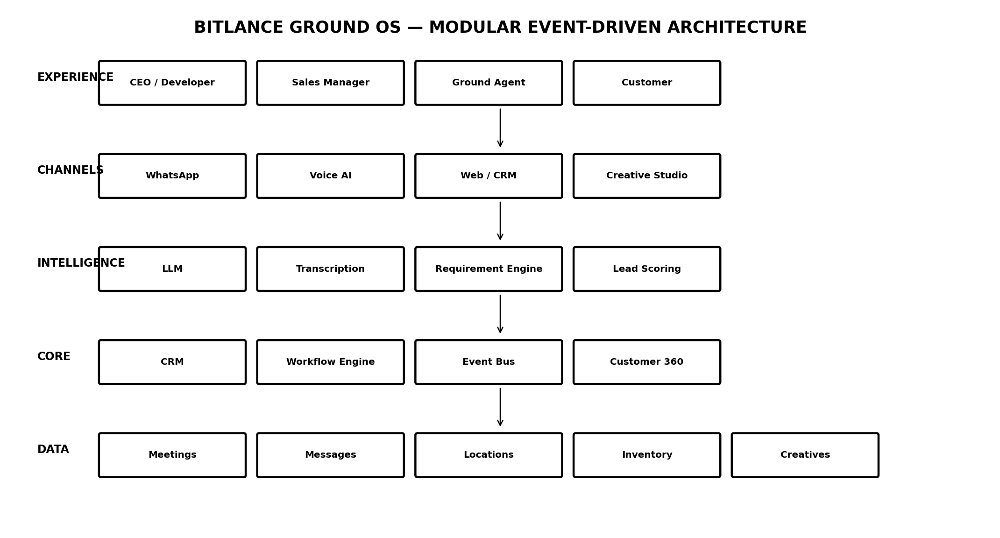 BITLANCE GROUND OS — MODULAR EVENT-DRIVEN ARCHITECTURE
EXPERIENCE
CEO / Developer
Sales Manager
Ground Agent
Customer
CHANNELS
WhatsApp
Voice AI
Web / CRM
Creative Studio
INTELLIGENCE
LLM
Transcription
Requirement Engine
Lead Scoring
CORE
CRM
Workflow Engine
Event Bus
Customer 360
DATA
Meetings
Messages
Locations
Inventory
Creatives